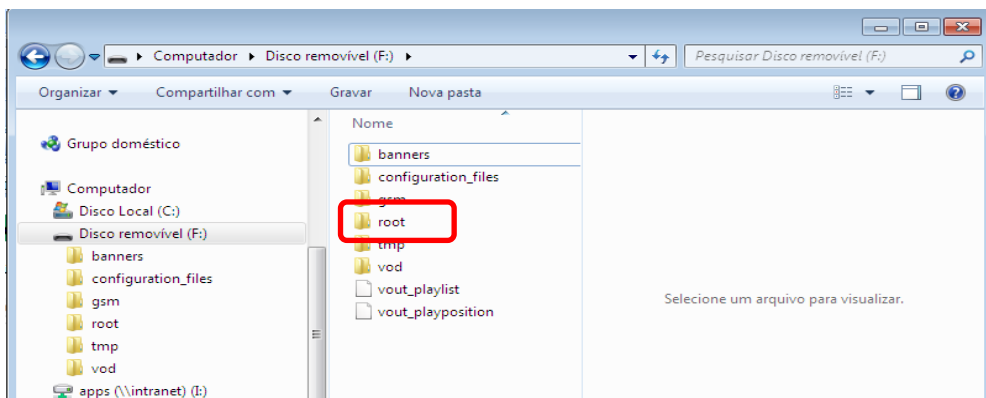 Computador ▸ Disco removível (F:) ▸
Pesquisar Disco removível (F:)
Organizar Compartilhar com Gravar Nova pasta
Grupo doméstico
Computador
Disco Local (C:)
Disco removível (F:)
banners
configuration_files
gsm
root
tmp
vod
apps (\\intranet) (I:)
Nome
banners
configuration_files
gsm
root
tmp
vod
vout_playlist
vout_playposition
Selecione um arquivo para visualizar.